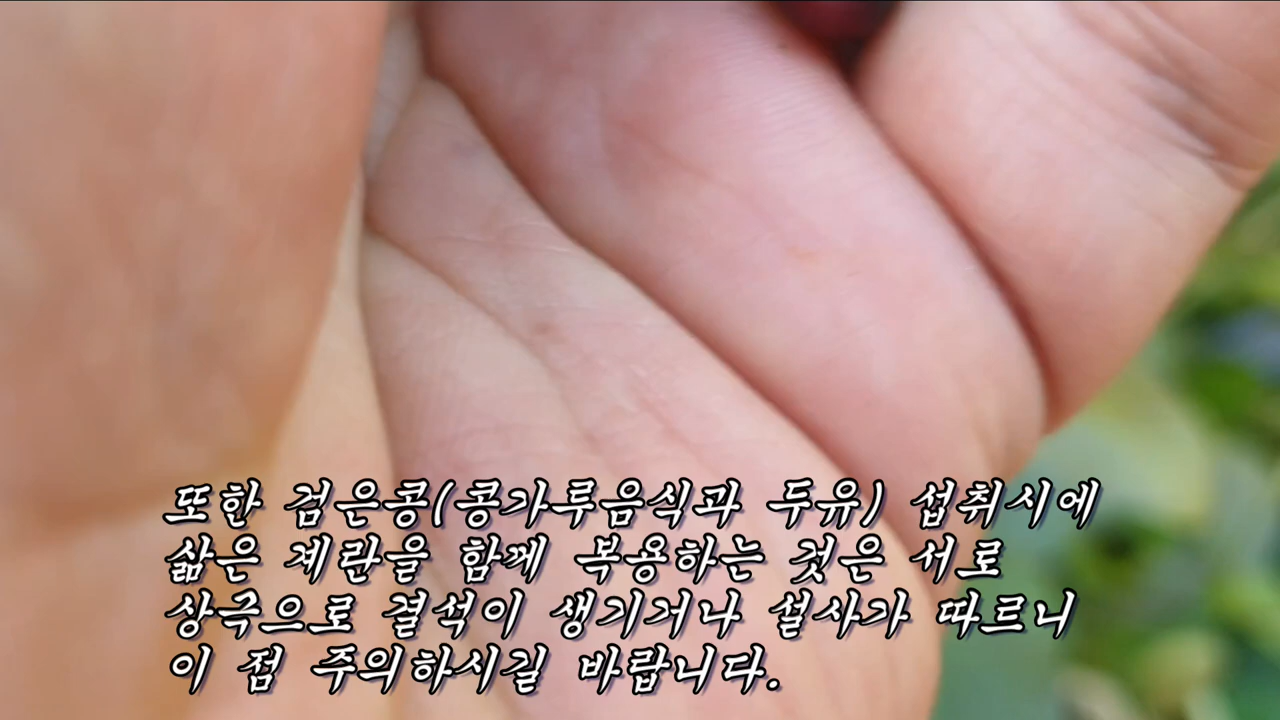 또한 검은콩(콩가루음식과 두유) 섭취시에
삶은 계란을 함께 복용하는 것은 서로
상극으로 결석이 생기거나 설사가 따르니
이 점 주의하시길 바랍니다.